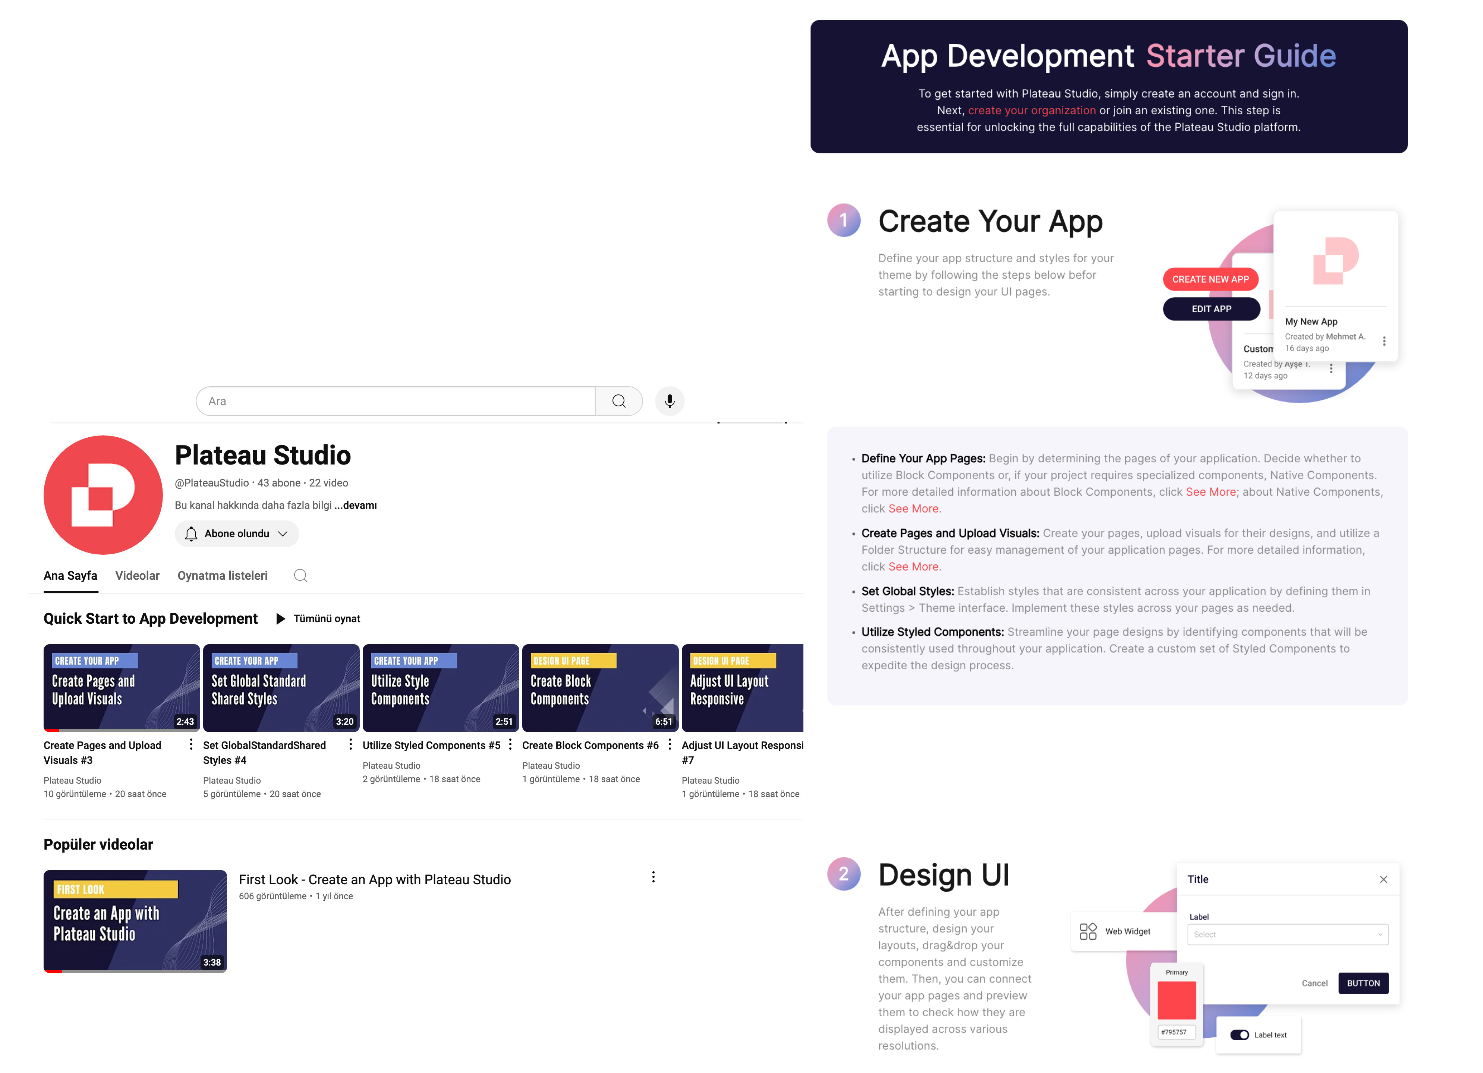 App Development Starter Guide
To get started with Plateau Studio, simply create an account and sign in.
Next, create your organization or join an existing one. This step is
essential for unlocking the full capabilities of the Plateau Studio platform.
1
Create Your App
Define your app structure and styles for your
theme by following the steps below befor
starting to design your UI pages.
CREATE NEW APP
EDIT APP
My New App
Created by Mehmet A.
16 days ago
Custom
Created by Ayşe T.
12 days ago
Define Your App Pages: Begin by determining the pages of your application. Decide whether to
utilize Block Components or, if your project requires specialized components, Native Components.
For more detailed information about Block Components, click See More; about Native Components,
click See More.
Create Pages and Upload Visuals: Create your pages, upload visuals for their designs, and utilize a
Folder Structure for easy management of your application pages. For more detailed information,
click See More.
Set Global Styles: Establish styles that are consistent across your application by defining them in
Settings > Theme interface. Implement these styles across your pages as needed.
Utilize Styled Components: Streamline your page designs by identifying components that will be
consistently used throughout your application. Create a custom set of Styled Components to
expedite the design process.
2
Design UI
After defining your app
structure, design your
layouts, drag&drop your
components and customize
them. Then, you can connect
your app pages and preview
them to check how they are
displayed across various
resolutions.
Title
Label
Select
Cancel
BUTTON
Web Widget
Primary
#795757
Label text
Ara
Plateau Studio
@PlateauStudio · 43 abone · 22 video
Bu kanal hakkında daha fazla bilgi ...devamı
Abone olundu
Ana Sayfa Videolar Oynatma listeleri
Quick Start to App Development Tümünü oynat
CREATE YOUR APP
Create Pages and
Upload Visuals
2:43
Create Pages and Upload
Visuals #3
Plateau Studio
10 görüntüleme • 20 saat önce
CREATE YOUR APP
Set Global Standard
Shared Styles
3:20
Set GlobalStandardShared
Styles #4
Plateau Studio
5 görüntüleme • 20 saat önce
CREATE YOUR APP
Utilize Style
Components
2:51
Utilize Styled Components #5
Plateau Studio
2 görüntüleme • 18 saat önce
DESIGN UI PAGE
Create Block
Components
6:51
Create Block Components #6
Plateau Studio
1 görüntüleme • 18 saat önce
DESIGN UI PAGE
Adjust UI Layout
Responsive
Adjust UI Layout Responsi
#7
Plateau Studio
1 görüntüleme • 18 saat önce
Popüler videolar
FIRST LOOK
Create an App with
Plateau Studio
3:38
First Look - Create an App with Plateau Studio
606 görüntüleme • 1 yıl önce